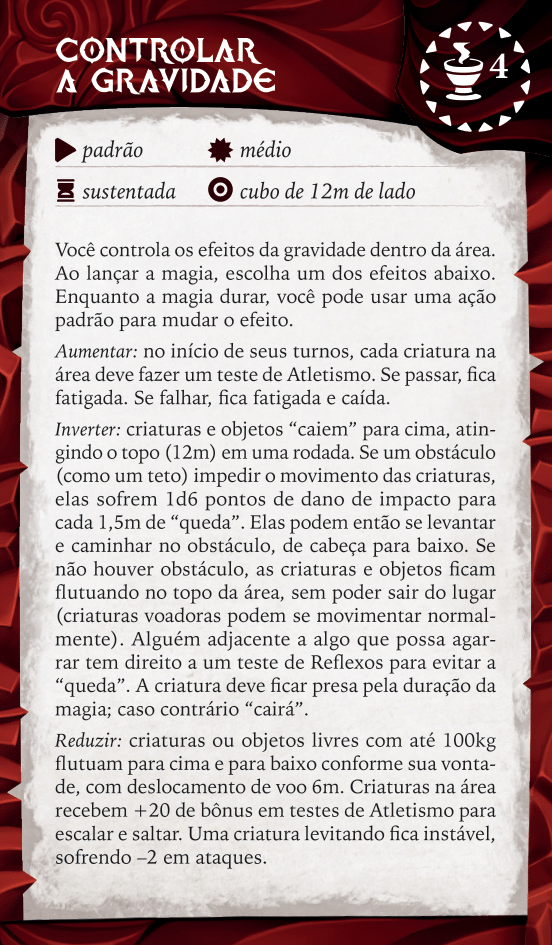 CONTROLAR
A GRAVIDADE
4
padrão
médio
sustentada
cubo de 12m de lado
Você controla os efeitos da gravidade dentro da área.
Ao lançar a magia, escolha um dos efeitos abaixo.
Enquanto a magia durar, você pode usar uma ação
padrão para mudar o efeito.
Aumentar: no início de seus turnos, cada criatura na
área deve fazer um teste de Atletismo. Se passar, fica
fatigada. Se falhar, fica fatigada e caída.
Inverter: criaturas e objetos “caiem” para cima, atin-
gindo o topo (12m) em uma rodada. Se um obstáculo
(como um teto) impedir o movimento das criaturas,
elas sofrem 1d6 pontos de dano de impacto para
cada 1,5m de “queda”. Elas podem então se levantar
e caminhar no obstáculo, de cabeça para baixo. Se
não houver obstáculo, as criaturas e objetos ficam
flutuando no topo da área, sem poder sair do lugar
(criaturas voadoras podem se movimentar normal-
mente). Alguém adjacente a algo que possa agar-
rar tem direito a um teste de Reflexos para evitar a
“queda”. A criatura deve ficar presa pela duração da
magia; caso contrário “cairá”.
Reduzir: criaturas ou objetos livres com até 100kg
flutuam para cima e para baixo conforme sua vonta-
de, com deslocamento de voo 6m. Criaturas na área
recebem +20 de bônus em testes de Atletismo para
escalar e saltar. Uma criatura levitando fica instável,
sofrendo –2 em ataques.